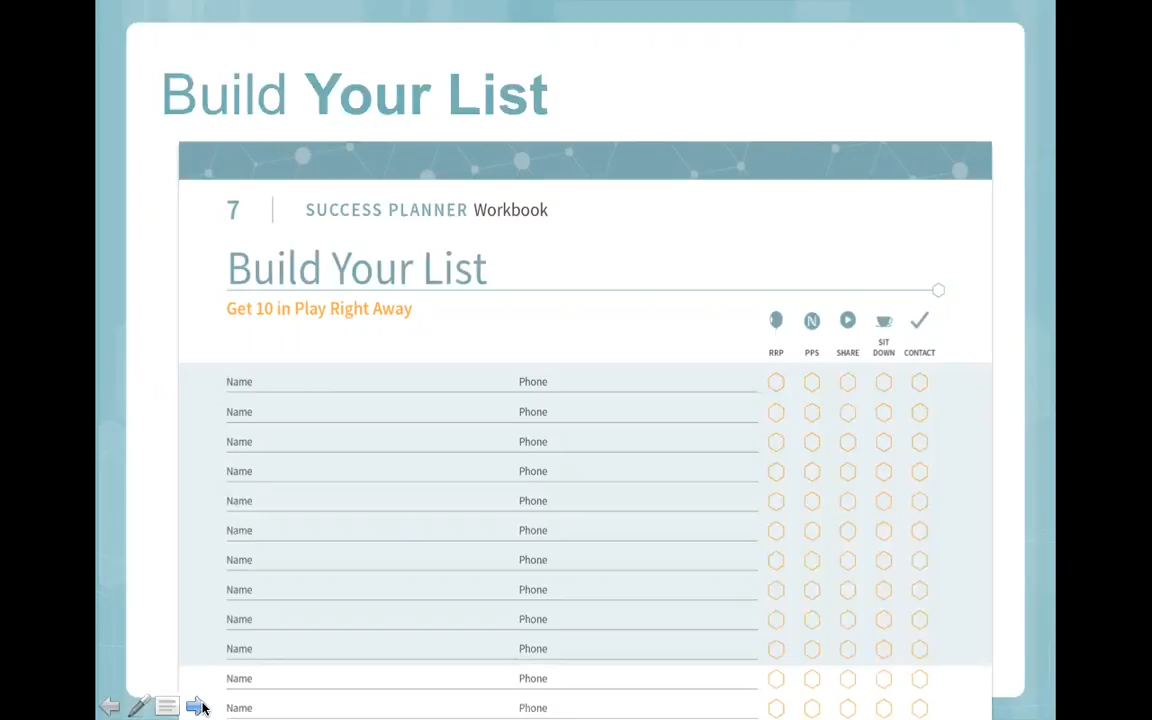 Build Your List
7 SUCCESS PLANNER Workbook
Build Your List
Get 10 in Play Right Away
N
RRP PPS SHARE SIT DOWN CONTACT
Name Phone
Name Phone
Name Phone
Name Phone
Name Phone
Name Phone
Name Phone
Name Phone
Name Phone
Name Phone
Name Phone
Name Phone